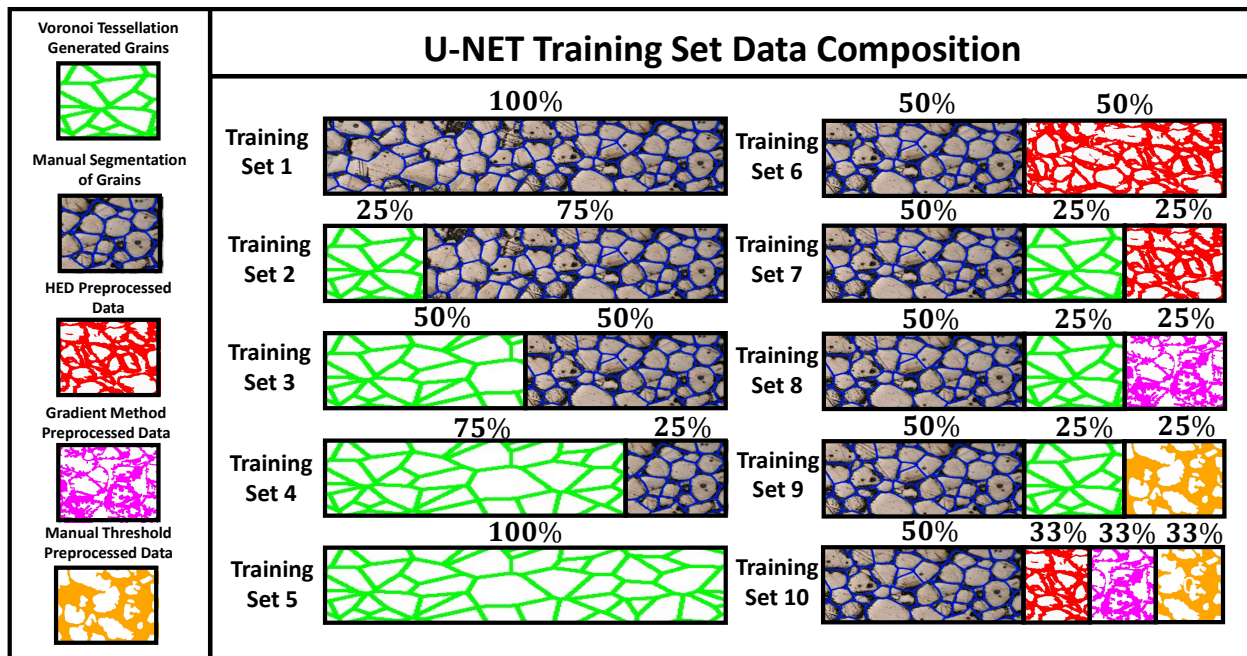 Voronoi Tessellation
Generated Grains
Manual Segmentation
of Grains
HED Preprocessed
Data
Gradient Method
Preprocessed Data
Manual Threshold
Preprocessed Data
U-NET Training Set Data Composition
100%
Training
Set 1
25% 75%
Training
Set 2
50% 50%
Training
Set 3
75% 25%
Training
Set 4
100%
Training
Set 5
50% 50%
Training
Set 6
50% 25% 25%
Training
Set 7
50% 25% 25%
Training
Set 8
50% 25% 25%
Training
Set 9
50% 33% 33% 33%
Training
Set 10